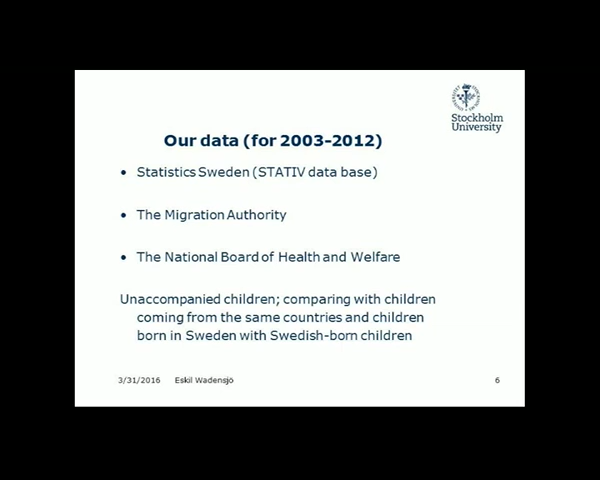 Stockholm
University
Our data (for 2003-2012)
• Statistics Sweden (STATIV data base)
• The Migration Authority
• The National Board of Health and Welfare
Unaccompanied children; comparing with children
coming from the same countries and children
born in Sweden with Swedish-born children
3/31/2016 Eskil Wadensjö 6